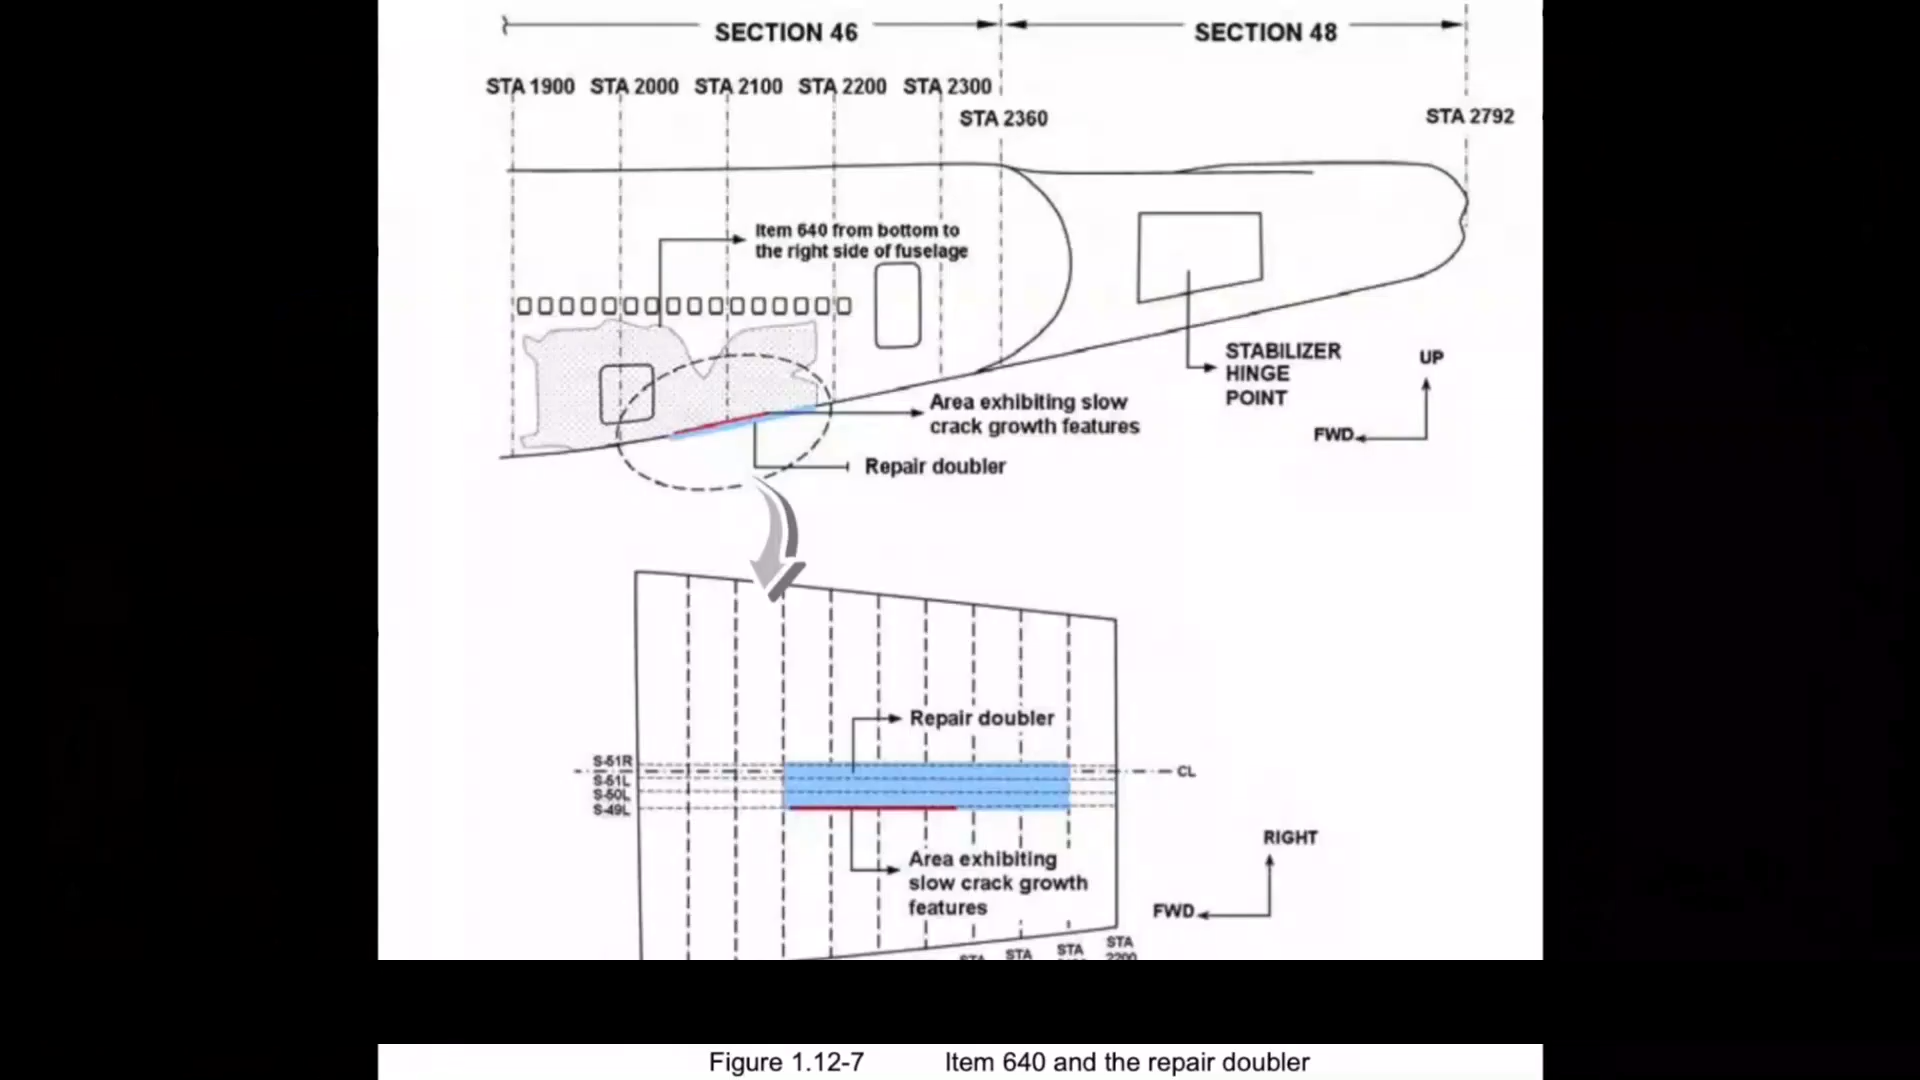 SECTION 46
SECTION 48
STA 1900
STA 2000
STA 2100
STA 2200
STA 2300
STA 2360
STA 2792
Item 640 from bottom to
the right side of fuselage
STABILIZER
HINGE
POINT
UP
FWD
Area exhibiting slow
crack growth features
Repair doubler
Repair doubler
S-51R
S-51L
S-50L
S-49L
CL
Area exhibiting
slow crack growth
features
RIGHT
FWD
STA
STA
STA
STA
2200
Figure 1.12-7 Item 640 and the repair doubler